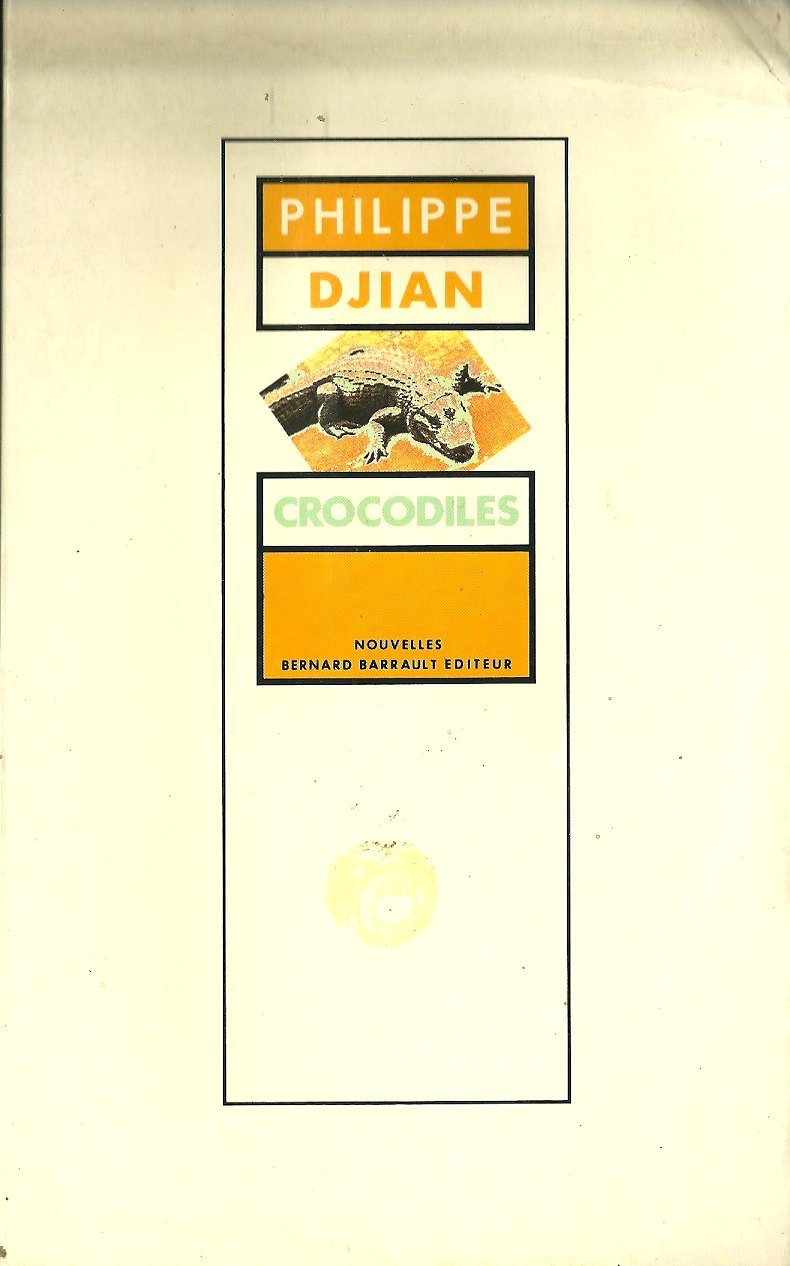 PHILIPPE
DJIAN
CROCODILES
NOUVELLES
BERNARD BARRAULT EDITEUR